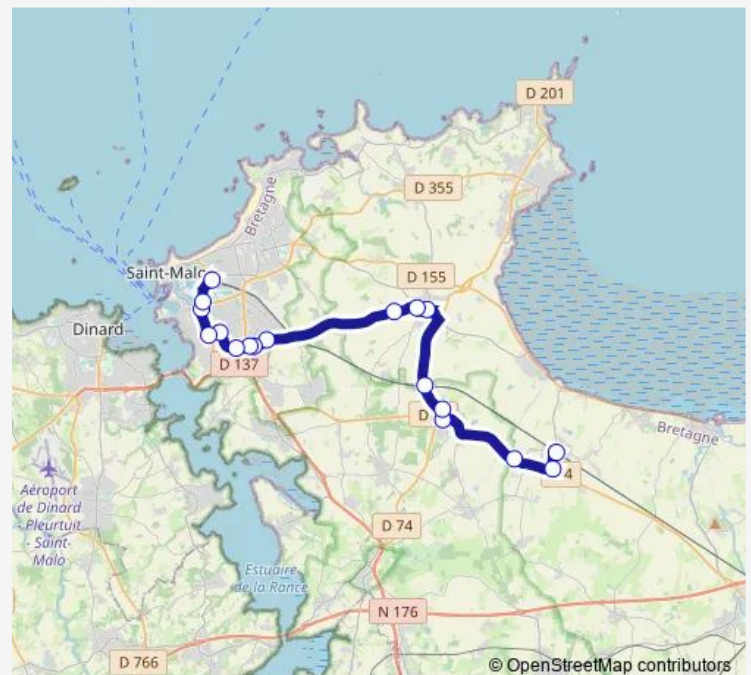 D 201
Bretagne
D 355
Saint-Malo
D 155
Dinard
D 137
D
Bretagne
4
Aéroport
de Dinard
- Pleurtuit
- Saint-
Malo
D 74
Estuaire
de la Rance
N 176
D 766
© OpenStreetMap contributors